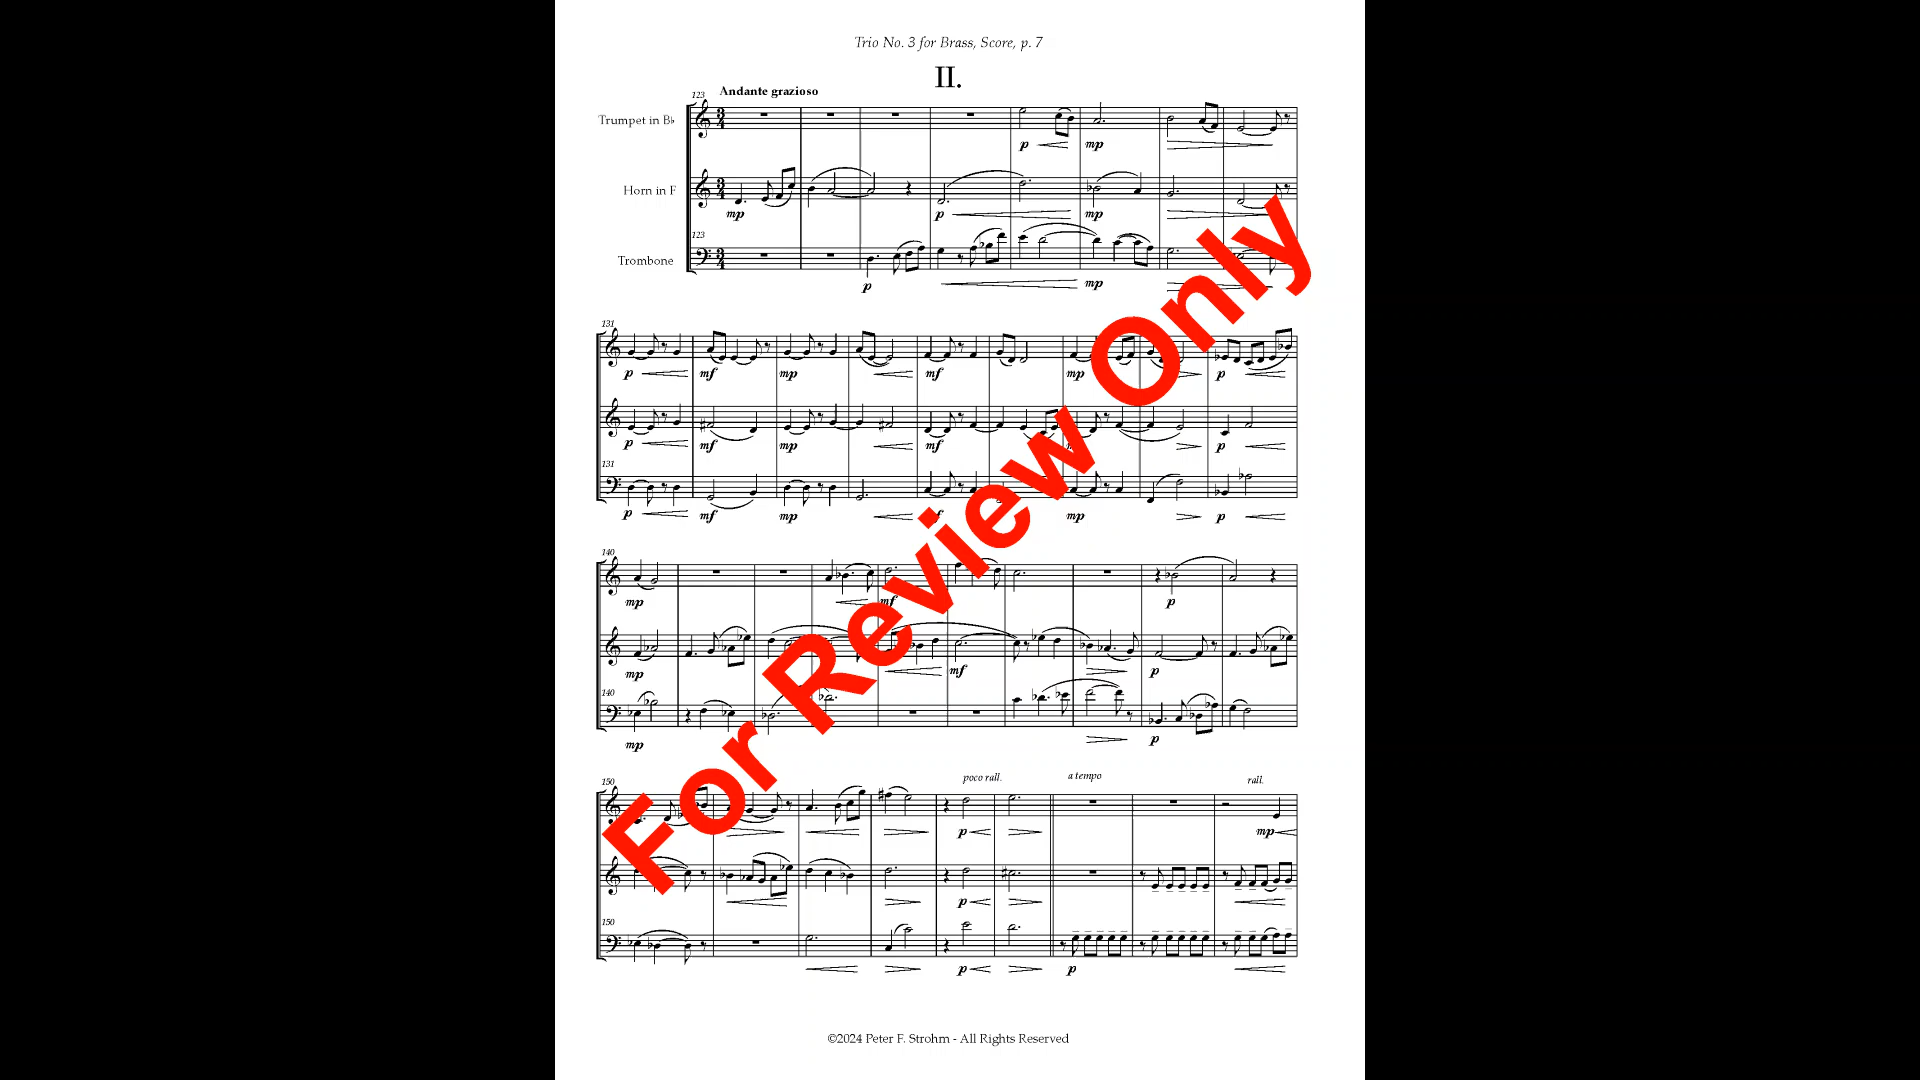 Trio No. 3 for Brass, Score, p. 7
II.
Andante grazioso
123
Trumpet in B♭
p
mp
Horn in F
mp
p
mp
123
Trombone
p
mp
131
p
mf
mp
mf
mp
p
p
mf
mp
mf
p
131
p
mf
mp
mf
mp
p
140
mp
mf
p
mp
mf
p
140
mp
p
150
poco rall.
a tempo
rall.
p
mp
p
150
p
p
For Review Only
©2024 Peter F. Strohm - All Rights Reserved